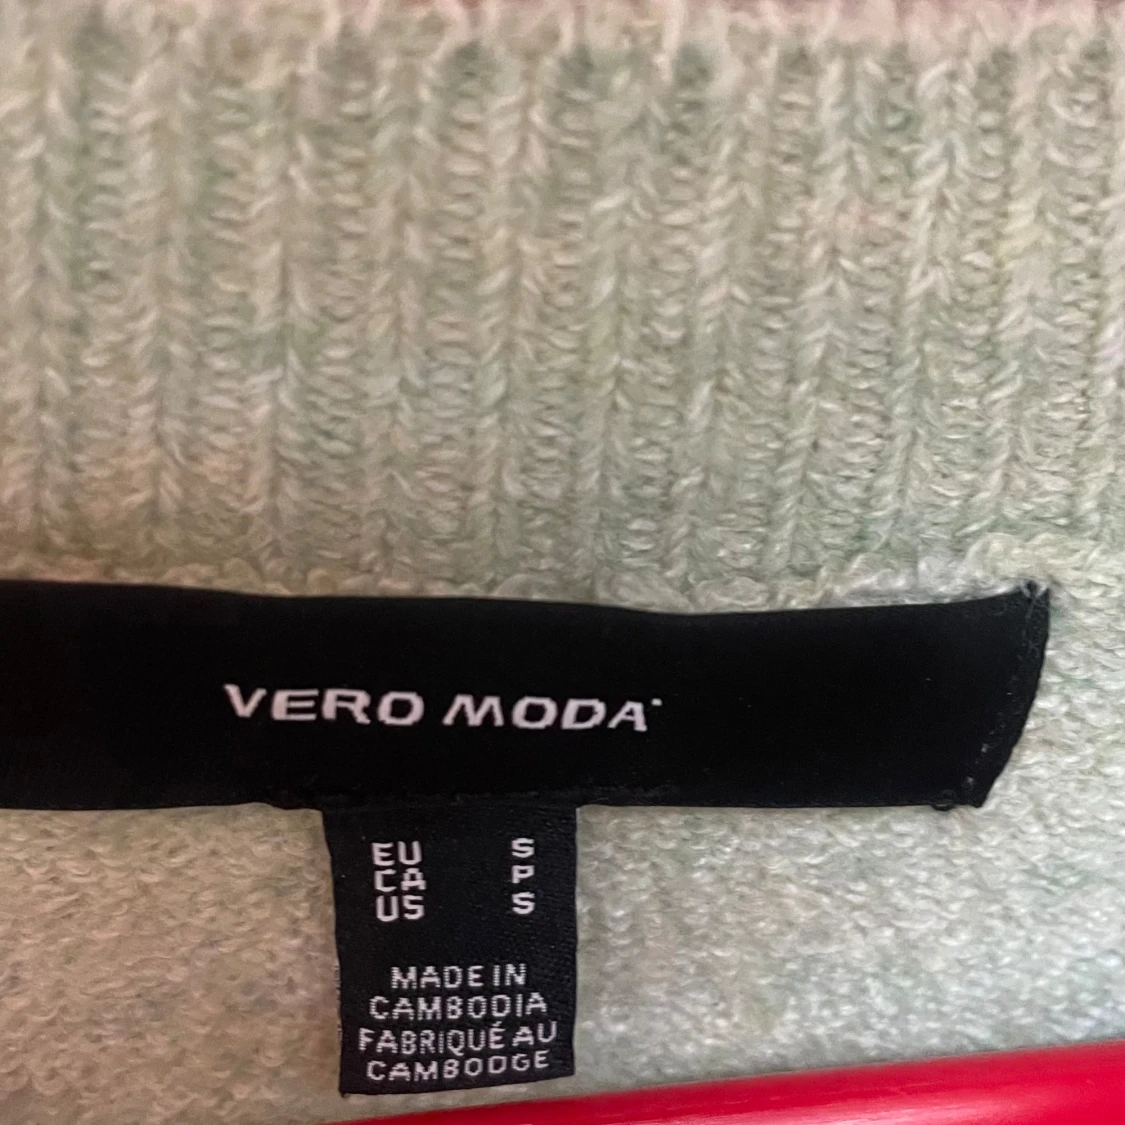 VERO MODA
EU S
CA P
US S
MADE IN
CAMBODIA
FABRIQUÉ AU
CAMBODGE